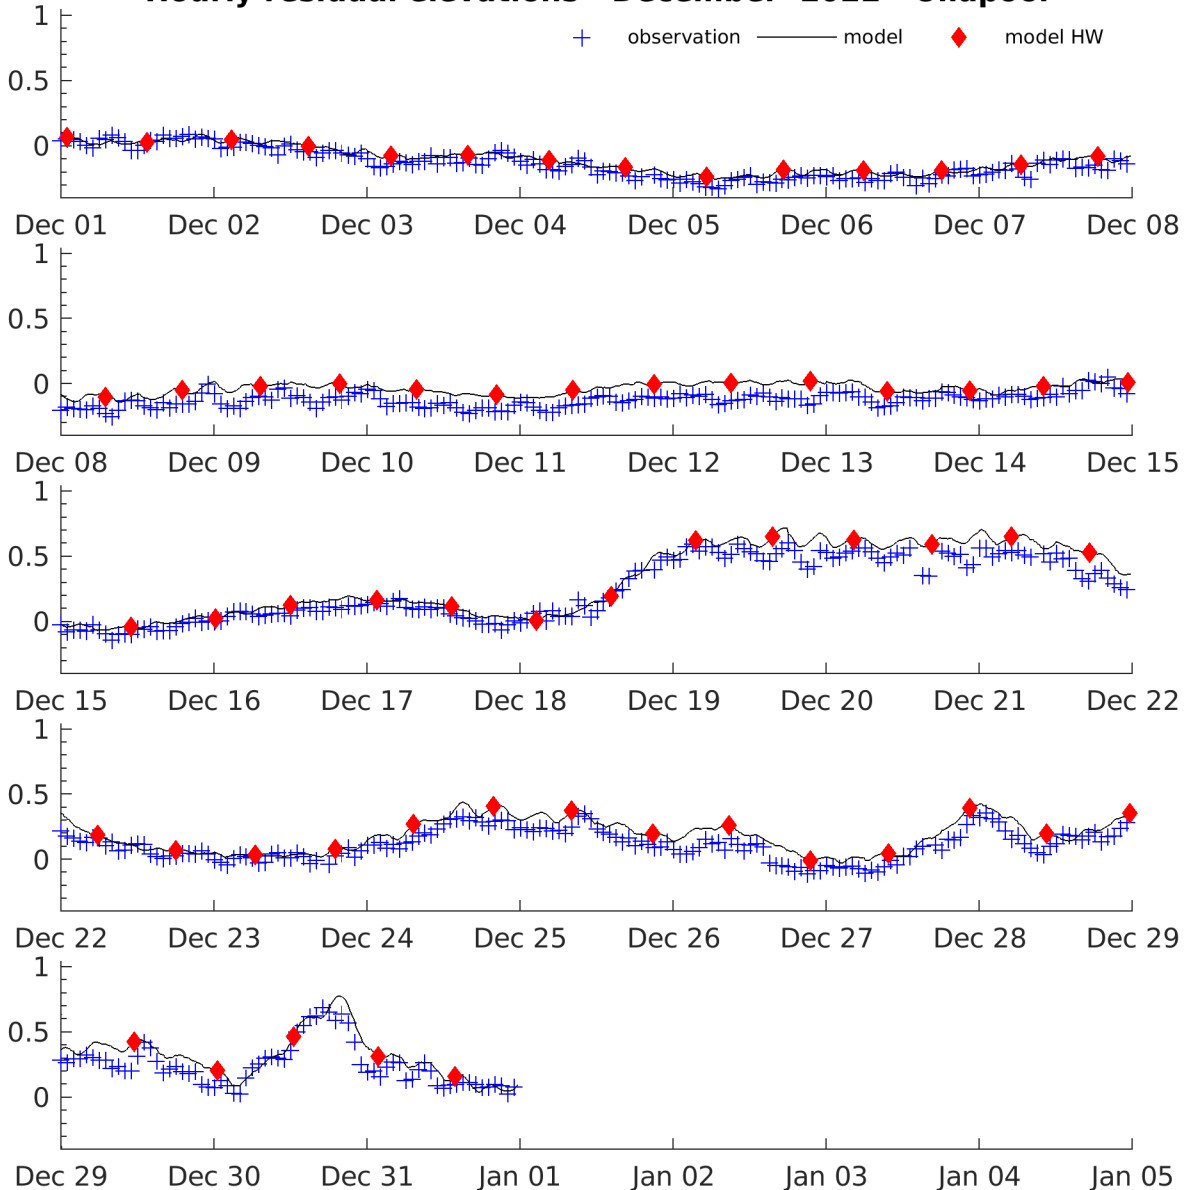 Hourly residual elevations December
1
observation model model HW
0.5
0
Dec 01 Dec 02 Dec 03 Dec 04 Dec 05 Dec 06 Dec 07 Dec 08
1
0.5
0
Dec 08 Dec 09 Dec 10 Dec 11 Dec 12 Dec 13 Dec 14 Dec 15
1
0.5
0
Dec 15 Dec 16 Dec 17 Dec 18 Dec 19 Dec 20 Dec 21 Dec 22
1
0.5
0
Dec 22 Dec 23 Dec 24 Dec 25 Dec 26 Dec 27 Dec 28 Dec 29
1
0.5
0
Dec 29 Dec 30 Dec 31 Jan 01 Jan 02 Jan 03 Jan 04 Jan 05